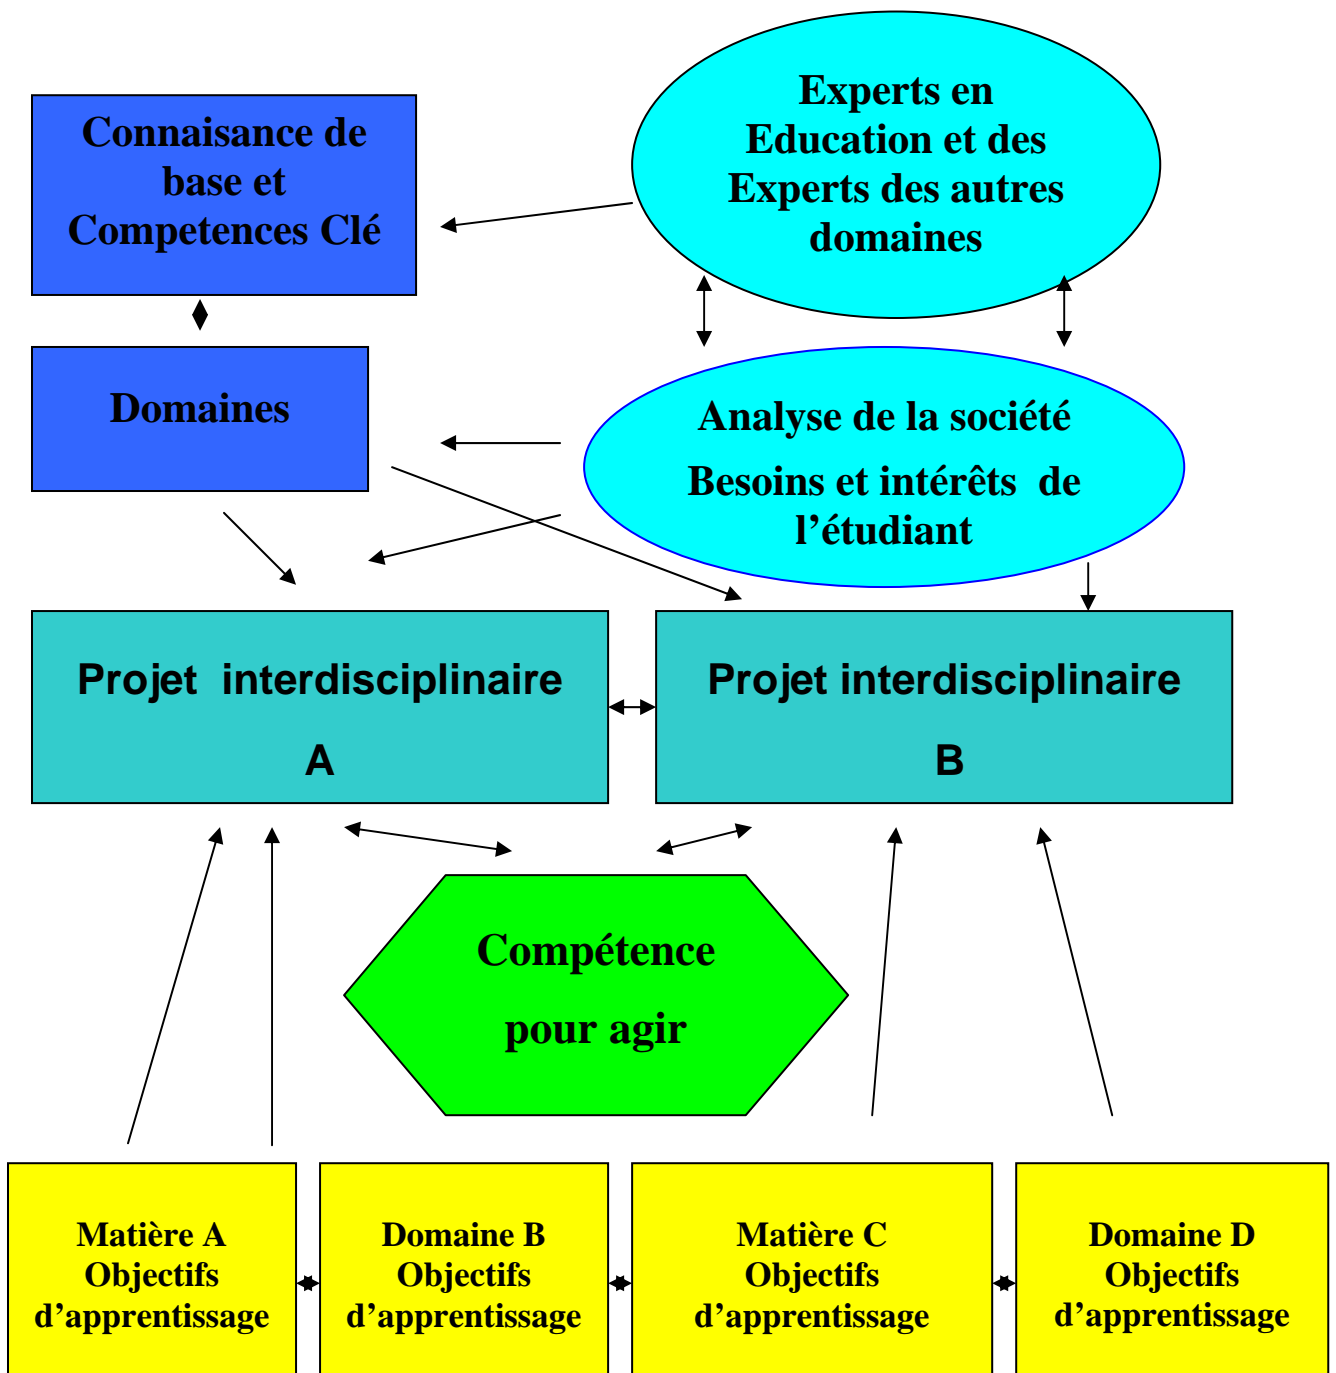 Experts en
Education et des
Experts des autres
domaines
Connaisance de
base et
Competences Clé
Domaines
Analyse de la société
Besoins et intérêts de
l’étudiant
Projet interdisciplinaire
A
Projet interdisciplinaire
B
Compétence
pour agir
Matière A
Objectifs
d’apprentissage
Domaine B
Objectifs
d’apprentissage
Matière C
Objectifs
d’apprentissage
Domaine D
Objectifs
d’apprentissage